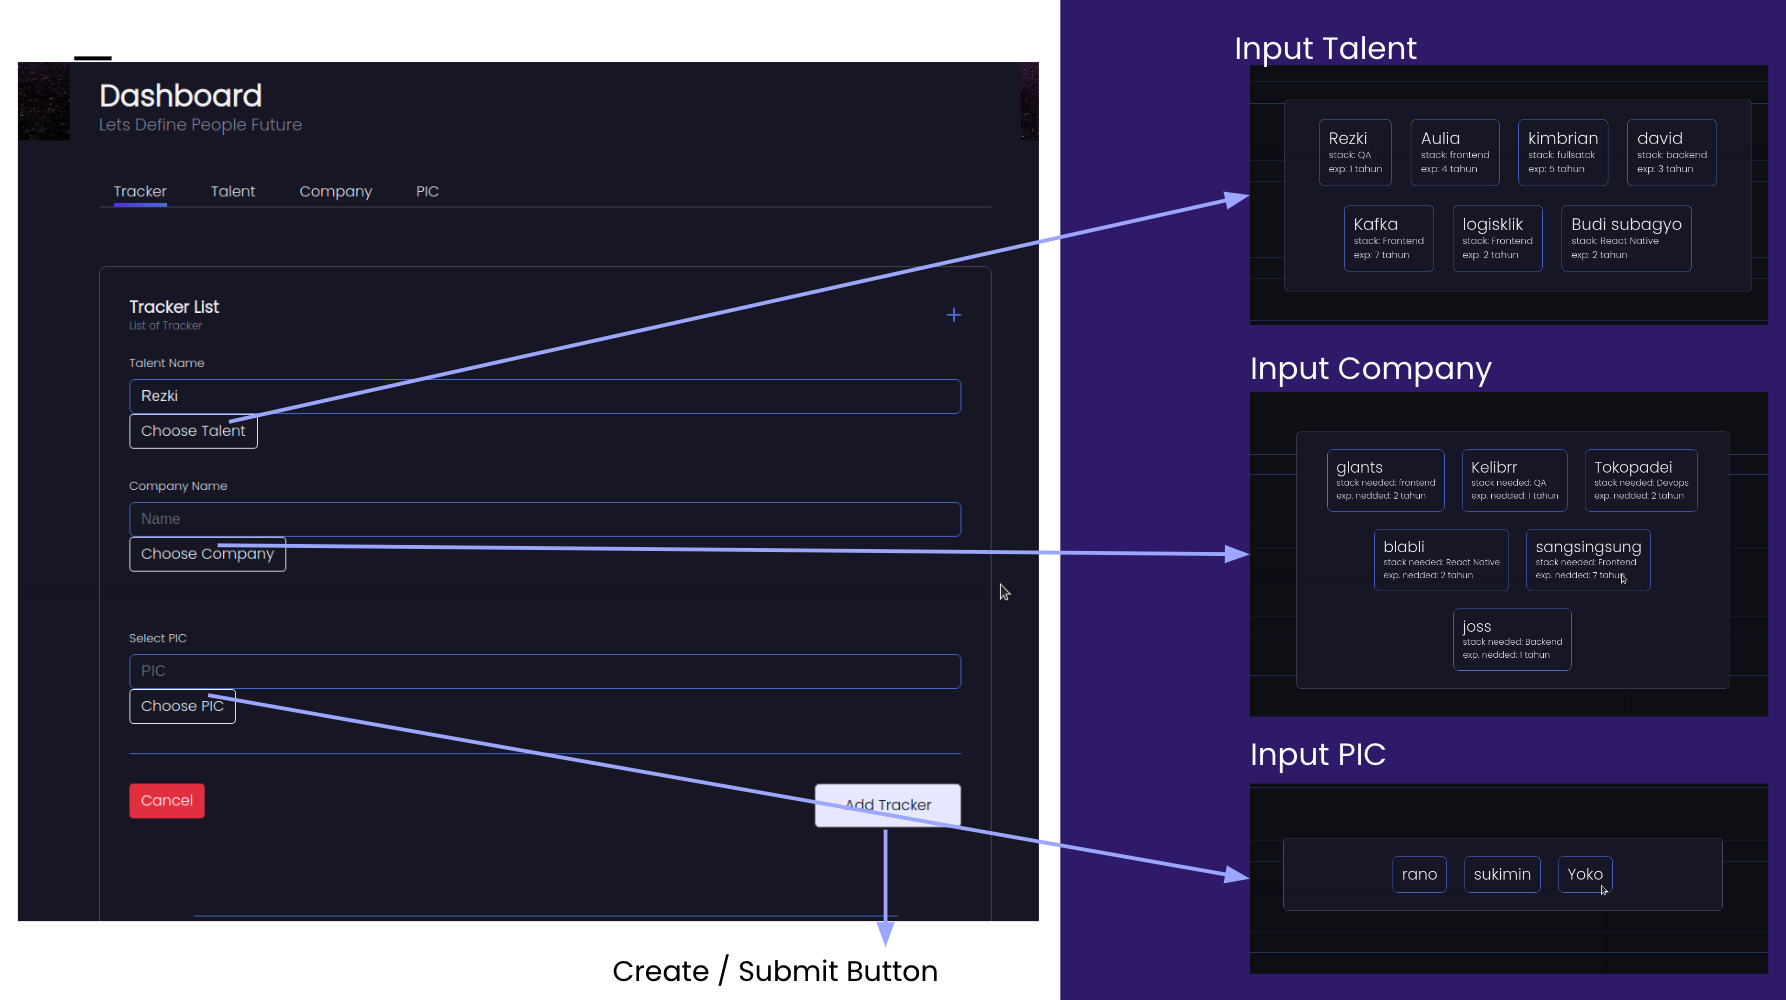 Dashboard
Lets Define People Future
Tracker Talent Company PIC
Tracker List
List of Tracker
+
Talent Name
Rezki
Choose Talent
Company Name
Name
Choose Company
Select PIC
PIC
Choose PIC
Cancel
Add Tracker
Create / Submit Button
Input Talent
Rezki
stack: QA
exp: 1 tahun
Aulia
stack: frontend
exp: 4 tahun
kimbrian
stack: fullsatck
exp: 5 tahun
david
stack: backend
exp: 3 tahun
Kafka
stack: Frontend
exp: 7 tahun
logisklik
stack: Frontend
exp: 2 tahun
Budi subagyo
stack: React Native
exp: 2 tahun
Input Company
glants
stack needed: frontend
exp. nedded: 2 tahun
Kelibrr
stack needed: QA
exp. nedded: 1 tahun
Tokopadei
stack needed: Devops
exp. nedded: 2 tahun
blabli
stack needed: React Native
exp. nedded: 2 tahun
sangsingsung
stack needed: Frontend
exp. nedded: 7 tahun
joss
stack needed: Backend
exp. nedded: 1 tahun
Input PIC
rano
sukimin
Yoko